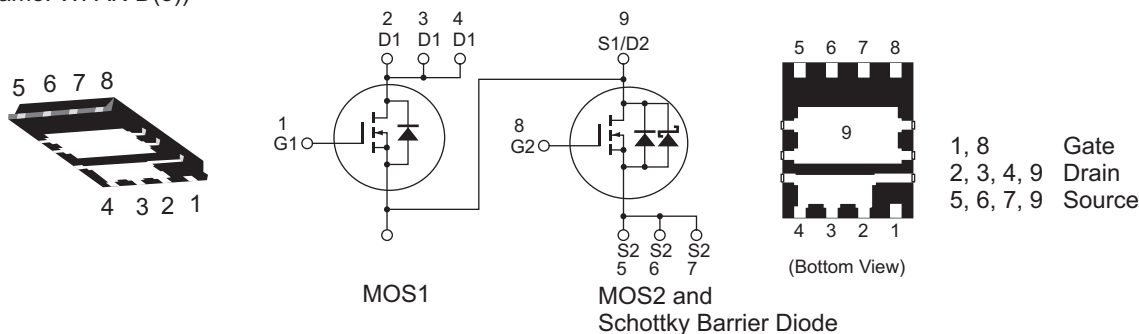 2 3 4 9
D1 D1 D1 S1/D2
5 6 7 8
5 6 7 8
1
G1
8
G2
9
1, 8 Gate
2, 3, 4, 9 Drain
5, 6, 7, 9 Source
4 3 2 1
4 3 2 1
S2 S2 S2
5 6 7
(Bottom View)
MOS1
MOS2 and
Schottky Barrier Diode